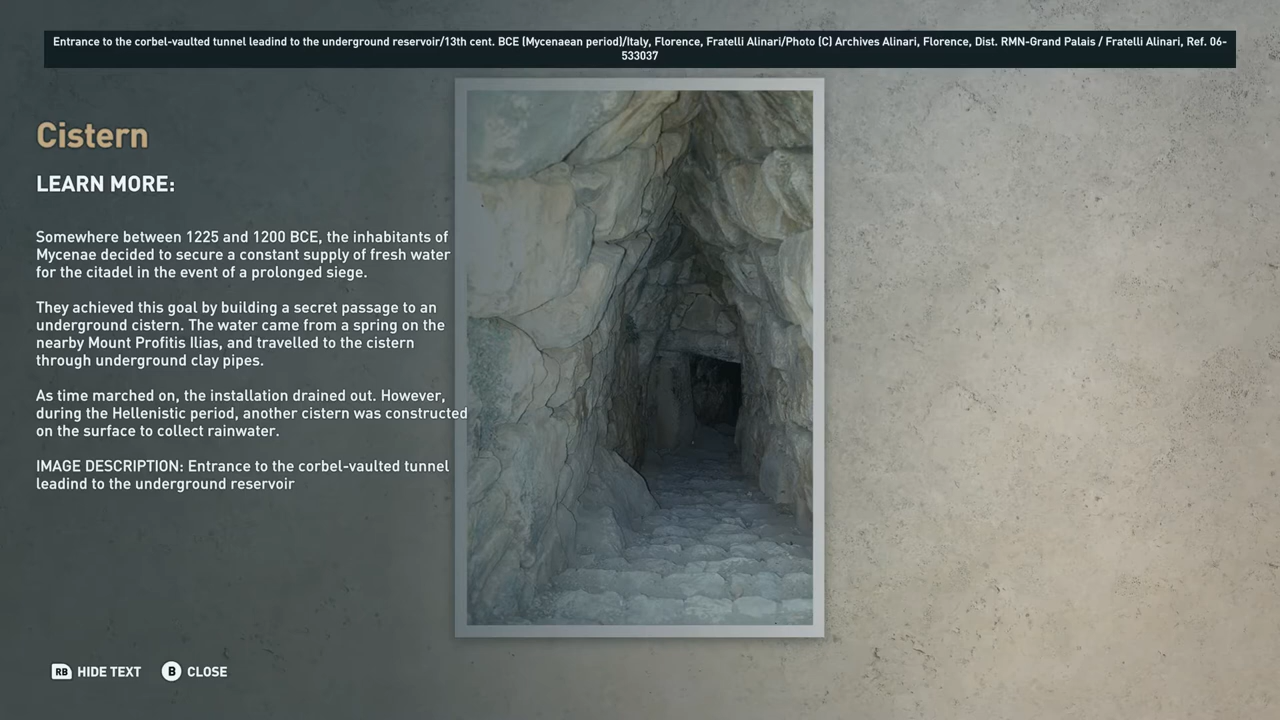 Entrance to the corbel-vaulted tunnel leadind to the underground reservoir/13th cent. BCE (Mycenaean period)/Italy, Florence, Fratelli Alinari/Photo (C) Archives Alinari, Florence, Dist. RMN-Grand Palais / Fratelli Alinari, Ref. 06-
533037
Cistern
LEARN MORE:
Somewhere between 1225 and 1200 BCE, the inhabitants of
Mycenae decided to secure a constant supply of fresh water
for the citadel in the event of a prolonged siege.
They achieved this goal by building a secret passage to an
underground cistern. The water came from a spring on the
nearby Mount Profitis Ilias, and travelled to the cistern
through underground clay pipes.
As time marched on, the installation drained out. However,
during the Hellenistic period, another cistern was constructed
on the surface to collect rainwater.
IMAGE DESCRIPTION: Entrance to the corbel-vaulted tunnel
leadind to the underground reservoir
RB HIDE TEXT B CLOSE